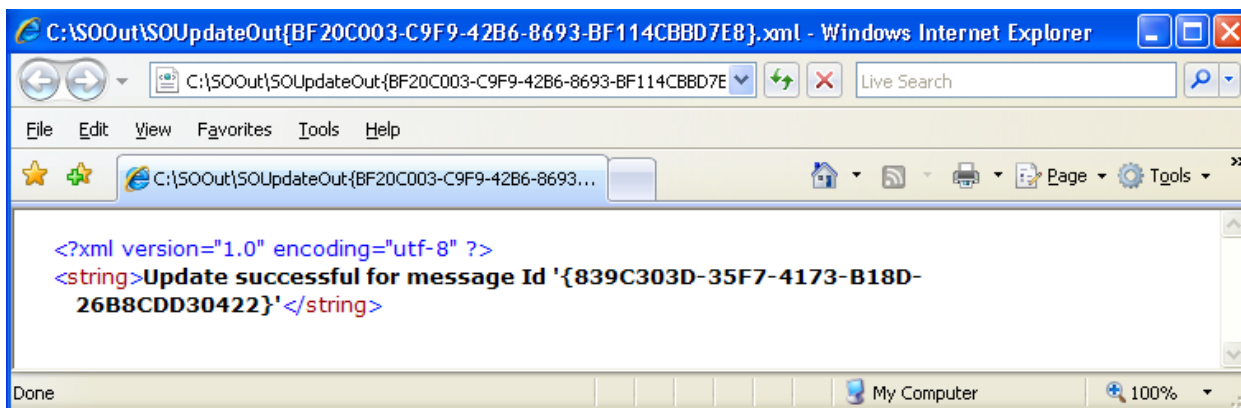 C:\SOOut\SOUpdateOut{BF20C003-C9F9-42B6-8693-BF114CBBD7E8}.xml - Windows Internet Explorer
C:\SOOut\SOUpdateOut{BF20C003-C9F9-42B6-8693-BF114CBBD7E Live Search
File Edit View Favorites Tools Help
C:\SOOut\SOUpdateOut{BF20C003-C9F9-42B6-8693... Page Tools »
<?xml version="1.0" encoding="utf-8" ?>
<string>Update successful for message Id '{839C303D-35F7-4173-B18D-
26B8CDD30422}'</string>
Done My Computer 100%